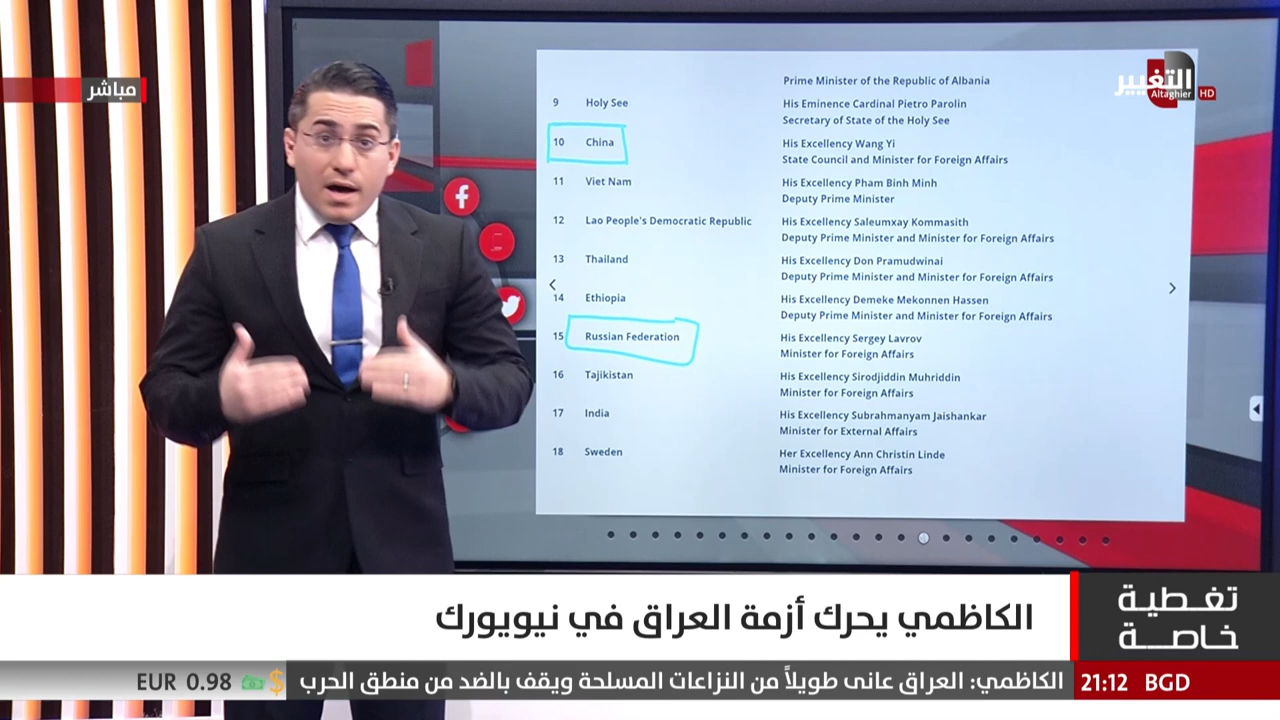 مباشر
التغيير
Altaghier
HD
Prime Minister of the Republic of Albania
9 Holy See His Eminence Cardinal Pietro Parolin
Secretary of State of the Holy See
10 China His Excellency Wang Yi
State Council and Minister for Foreign Affairs
11 Viet Nam His Excellency Pham Binh Minh
Deputy Prime Minister
12 Lao People's Democratic Republic His Excellency Saleumxay Kommasith
Deputy Prime Minister and Minister for Foreign Affairs
13 Thailand His Excellency Don Pramudwinai
Deputy Prime Minister and Minister for Foreign Affairs
14 Ethiopia His Excellency Demeke Mekonnen Hassen
Deputy Prime Minister and Minister for Foreign Affairs
15 Russian Federation His Excellency Sergey Lavrov
Minister for Foreign Affairs
16 Tajikistan His Excellency Sirodjiddin Muhriddin
Minister for Foreign Affairs
17 India His Excellency Subrahmanyam Jaishankar
Minister for External Affairs
18 Sweden Her Excellency Ann Christin Linde
Minister for Foreign Affairs
تغطية
خاصة
الكاظمي يحرك أزمة العراق في نيويورك
21:12 BGD
الكاظمي: العراق عانى طويلاً من النزاعات المسلحة ويقف بالضد من منطق الحرب
$ EUR 0.98